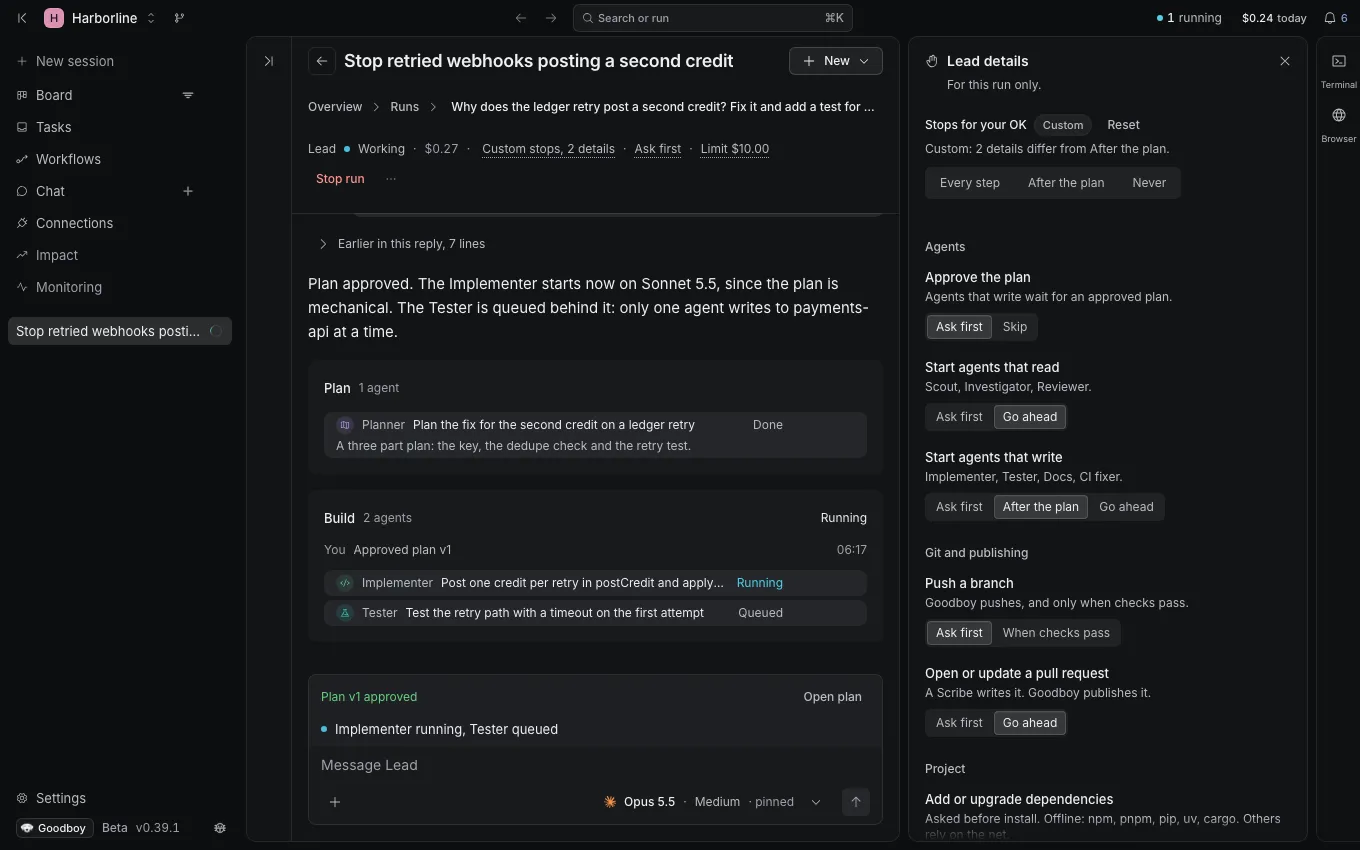 H Harborline
Search or run ⌘K
1 running $0.24 today 6
New session
Board
Tasks
Workflows
Chat
Connections
Impact
Monitoring
Stop retried webhooks posti...
Settings
Goodboy Beta v0.39.1
Stop retried webhooks posting a second credit
New
Overview Runs Why does the ledger retry post a second credit? Fix it and add a test for ...
Lead Working · $0.27 · Custom stops, 2 details · Ask first · Limit $10.00
Stop run ...
Earlier in this reply, 7 lines
Plan approved. The Implementer starts now on Sonnet 5.5, since the plan is
mechanical. The Tester is queued behind it: only one agent writes to payments-
api at a time.
Plan 1 agent
Planner Plan the fix for the second credit on a ledger retry Done
A three part plan: the key, the dedupe check and the retry test.
Build 2 agents Running
You Approved plan v1 06:17
Implementer Post one credit per retry in postCredit and apply... Running
Tester Test the retry path with a timeout on the first attempt Queued
Plan v1 approved Open plan
Implementer running, Tester queued
Message Lead
Opus 5.5 · Medium · pinned
Lead details
For this run only.
Stops for your OK Custom Reset
Custom: 2 details differ from After the plan.
Every step After the plan Never
Agents
Approve the plan
Agents that write wait for an approved plan.
Ask first Skip
Start agents that read
Scout, Investigator, Reviewer.
Ask first Go ahead
Start agents that write
Implementer, Tester, Docs, CI fixer.
Ask first After the plan Go ahead
Git and publishing
Push a branch
Goodboy pushes, and only when checks pass.
Ask first When checks pass
Open or update a pull request
A Scribe writes it. Goodboy publishes it.
Ask first Go ahead
Project
Add or upgrade dependencies
Asked before install. Offline: npm, pnpm, pip, uv, cargo. Others
rely on the net.
Terminal
Browser